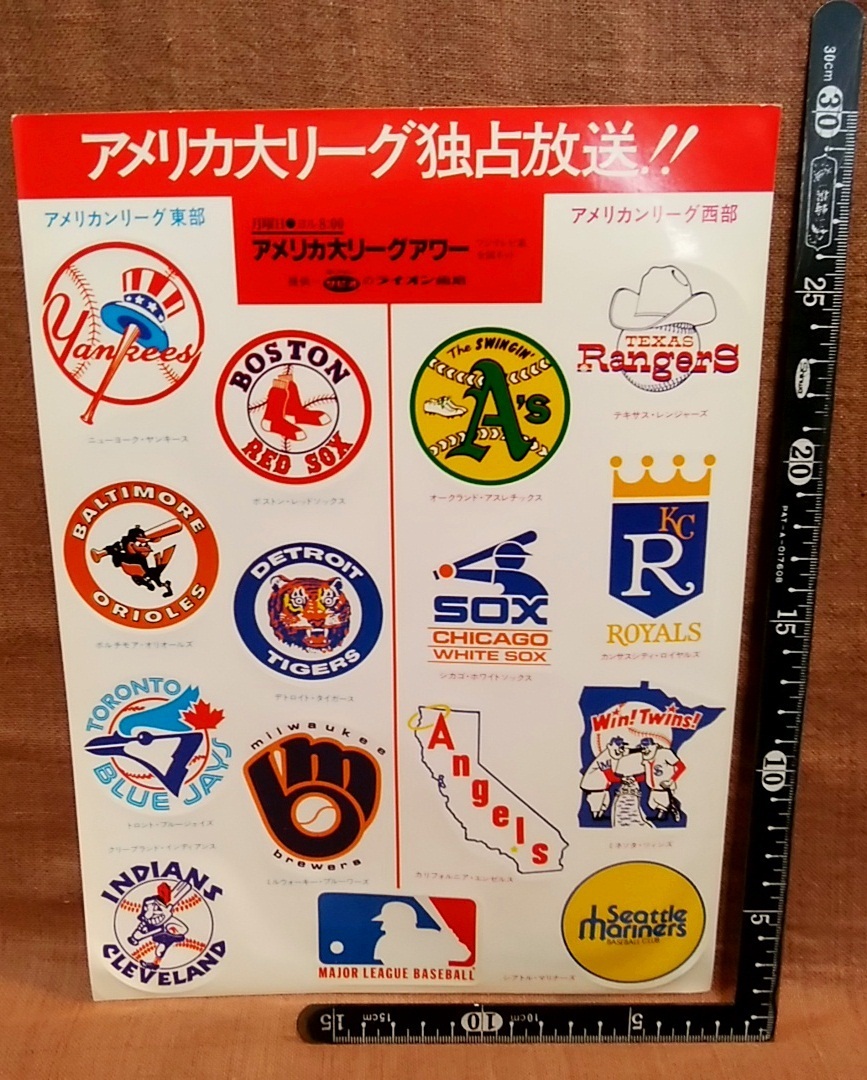 アメリカ大リーグ独占放送!!
アメリカンリーグ東部
アメリカンリーグ西部
月曜日●
8:00
アメリカ大リーグアワー
Yankees
ニューヨーク・ヤンキース
BOSTON
RED SOX
ボストン・レッドソックス
The SWINGIN'
A's
オークランド・アスレチックス
TEXAS
RangerS
テキサス・レンジャーズ
BALTIMORE
ORIOLES
ボルチモア・オリオールズ
DETROIT
TIGERS
デトロイト・タイガース
SOX
CHICAGO
WHITE SOX
シカゴ・ホワイトソックス
KC
R
ROYALS
カンサスシティ・ロイヤルズ
TORONTO
BLUE JAYS
トロント・ブルージェイズ
milwaukee
mb
brewers
ミルウォーキー・ブルワーズ
Angels
カリフォルニア・エンゼルス
Win! Twins!
ミネソタ・ツインズ
クリーブランド・インディアンス
INDIANS
CLEVELAND
MAJOR LEAGUE BASEBALL
Seattle
mariners
BASEBALL CLUB
シアトル・マリナーズ
30cm
30
25
20
PAT-A-017608
15
10
5
15
15cm
10
10cm
5